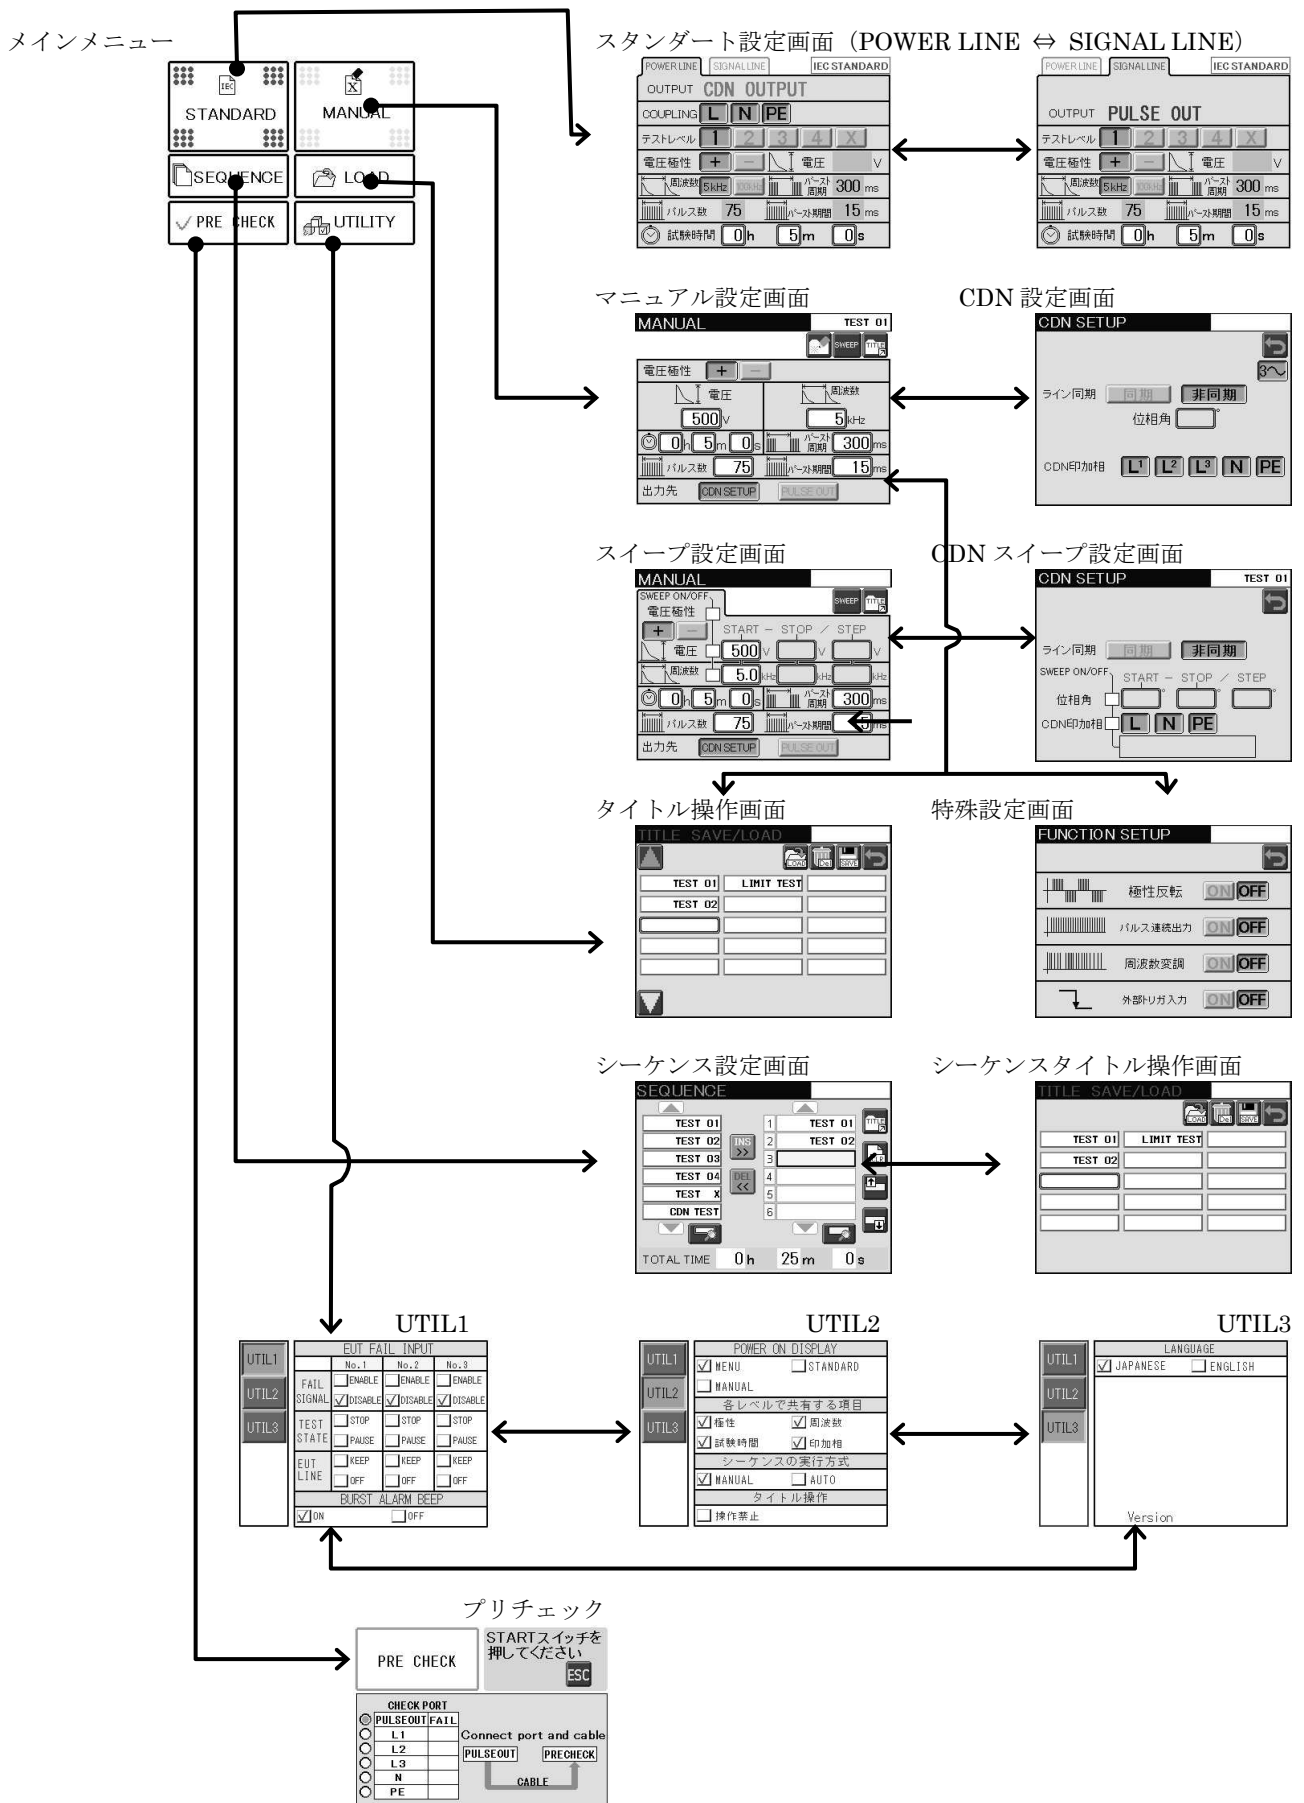 メインメニュー
IEC
STANDARD
X
MANUAL
SEQUENCE
LOAD
PRE CHECK
UTILITY
スタンダート設定画面（POWER LINE ⇔ SIGNAL LINE）
POWER LINE SIGNAL LINE IEC STANDARD
OUTPUT CDN OUTPUT
COUPLING L N PE
テストレベル 1 2 3 4 X
電圧極性 + − 電圧 V
周波数 5kHz 100kHz バースト周期 300 ms
パルス数 75 バースト期間 15 ms
試験時間 0h 5m 0s
POWER LINE SIGNAL LINE IEC STANDARD
OUTPUT PULSE OUT
テストレベル 1 2 3 4 X
電圧極性 + − 電圧 V
周波数 5kHz 100kHz バースト周期 300 ms
パルス数 75 バースト期間 15 ms
試験時間 0h 5m 0s
マニュアル設定画面
MANUAL TEST 01
SWEEP TITLE
電圧極性 + −
電圧 周波数
500V 5kHz
0h 5m 0s バースト周期 300ms
パルス数 75 バースト期間 15ms
出力先 CDN SETUP PULSE OUT
CDN 設定画面
CDN SETUP
3〜
ライン同期 同期 非同期
位相角 °
CDN印加相 L1 L2 L3 N PE
スイープ設定画面
MANUAL
SWEEP ON/OFF SWEEP TITLE
電圧極性
+ − START − STOP / STEP
電圧 500V V V
周波数 5.0kHz kHz kHz
0h 5m 0s バースト周期 300ms
パルス数 75 バースト期間 5ms
出力先 CDN SETUP PULSE OUT
CDN スイープ設定画面
CDN SETUP TEST 01
ライン同期 同期 非同期
SWEEP ON/OFF START − STOP / STEP
位相角 ° ° °
CDN印加相 L N PE
タイトル操作画面
TITLE SAVE/LOAD
LOAD Del SAVE
TEST 01 LIMIT TEST
TEST 02
特殊設定画面
FUNCTION SETUP
極性反転 ON OFF
パルス連続出力 ON OFF
周波数変調 ON OFF
外部トリガ入力 ON OFF
シーケンス設定画面
SEQUENCE
TEST 01 1 TEST 01 TITLE
TEST 02 INS >> 2 TEST 02
TEST 03 3
TEST 04 DEL << 4
TEST X 5
CDN TEST 6
TOTAL TIME 0h 25m 0s
シーケンスタイトル操作画面
TITLE SAVE/LOAD
LOAD Del SAVE
TEST 01 LIMIT TEST
TEST 02
UTIL1
UTIL1
UTIL2
UTIL3
EUT FAIL INPUT
No.1 No.2 No.3
FAIL SIGNAL ENABLE ENABLE ENABLE
DISABLE DISABLE DISABLE
TEST STATE STOP STOP STOP
PAUSE PAUSE PAUSE
EUT LINE KEEP KEEP KEEP
OFF OFF OFF
BURST ALARM BEEP
ON OFF
UTIL2
UTIL1
UTIL2
UTIL3
POWER ON DISPLAY
MENU STANDARD
MANUAL
各レベルで共有する項目
極性 周波数
試験時間 印加相
シーケンスの実行方式
MANUAL AUTO
タイトル操作
操作禁止
UTIL3
UTIL1
UTIL2
UTIL3
LANGUAGE
JAPANESE ENGLISH
Version
プリチェック
PRE CHECK
STARTスイッチを
押してください
ESC
CHECK PORT
PULSEOUT FAIL
L1
L2
L3
N
PE
Connect port and cable
PULSEOUT PRECHECK
CABLE